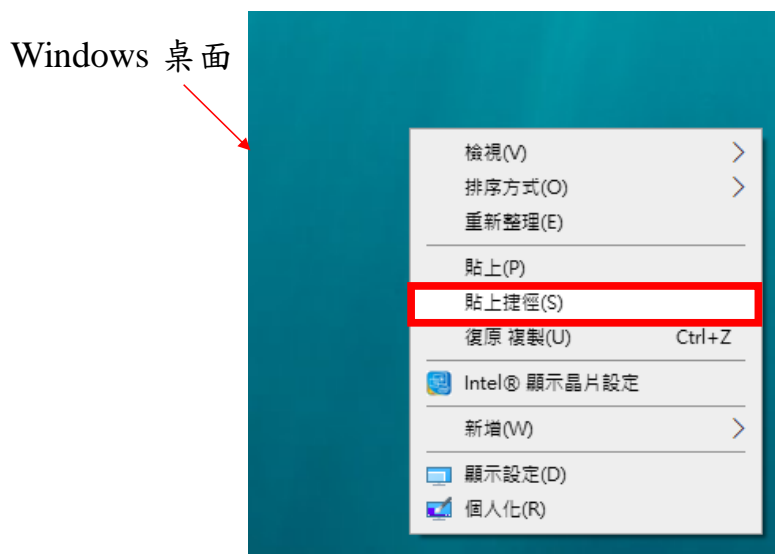 Windows 桌面
檢視(V)
排序方式(O)
重新整理(E)
貼上(P)
貼上捷徑(S)
復原 複製(U) Ctrl+Z
Intel® 顯示晶片設定
新增(W)
顯示設定(D)
個人化(R)